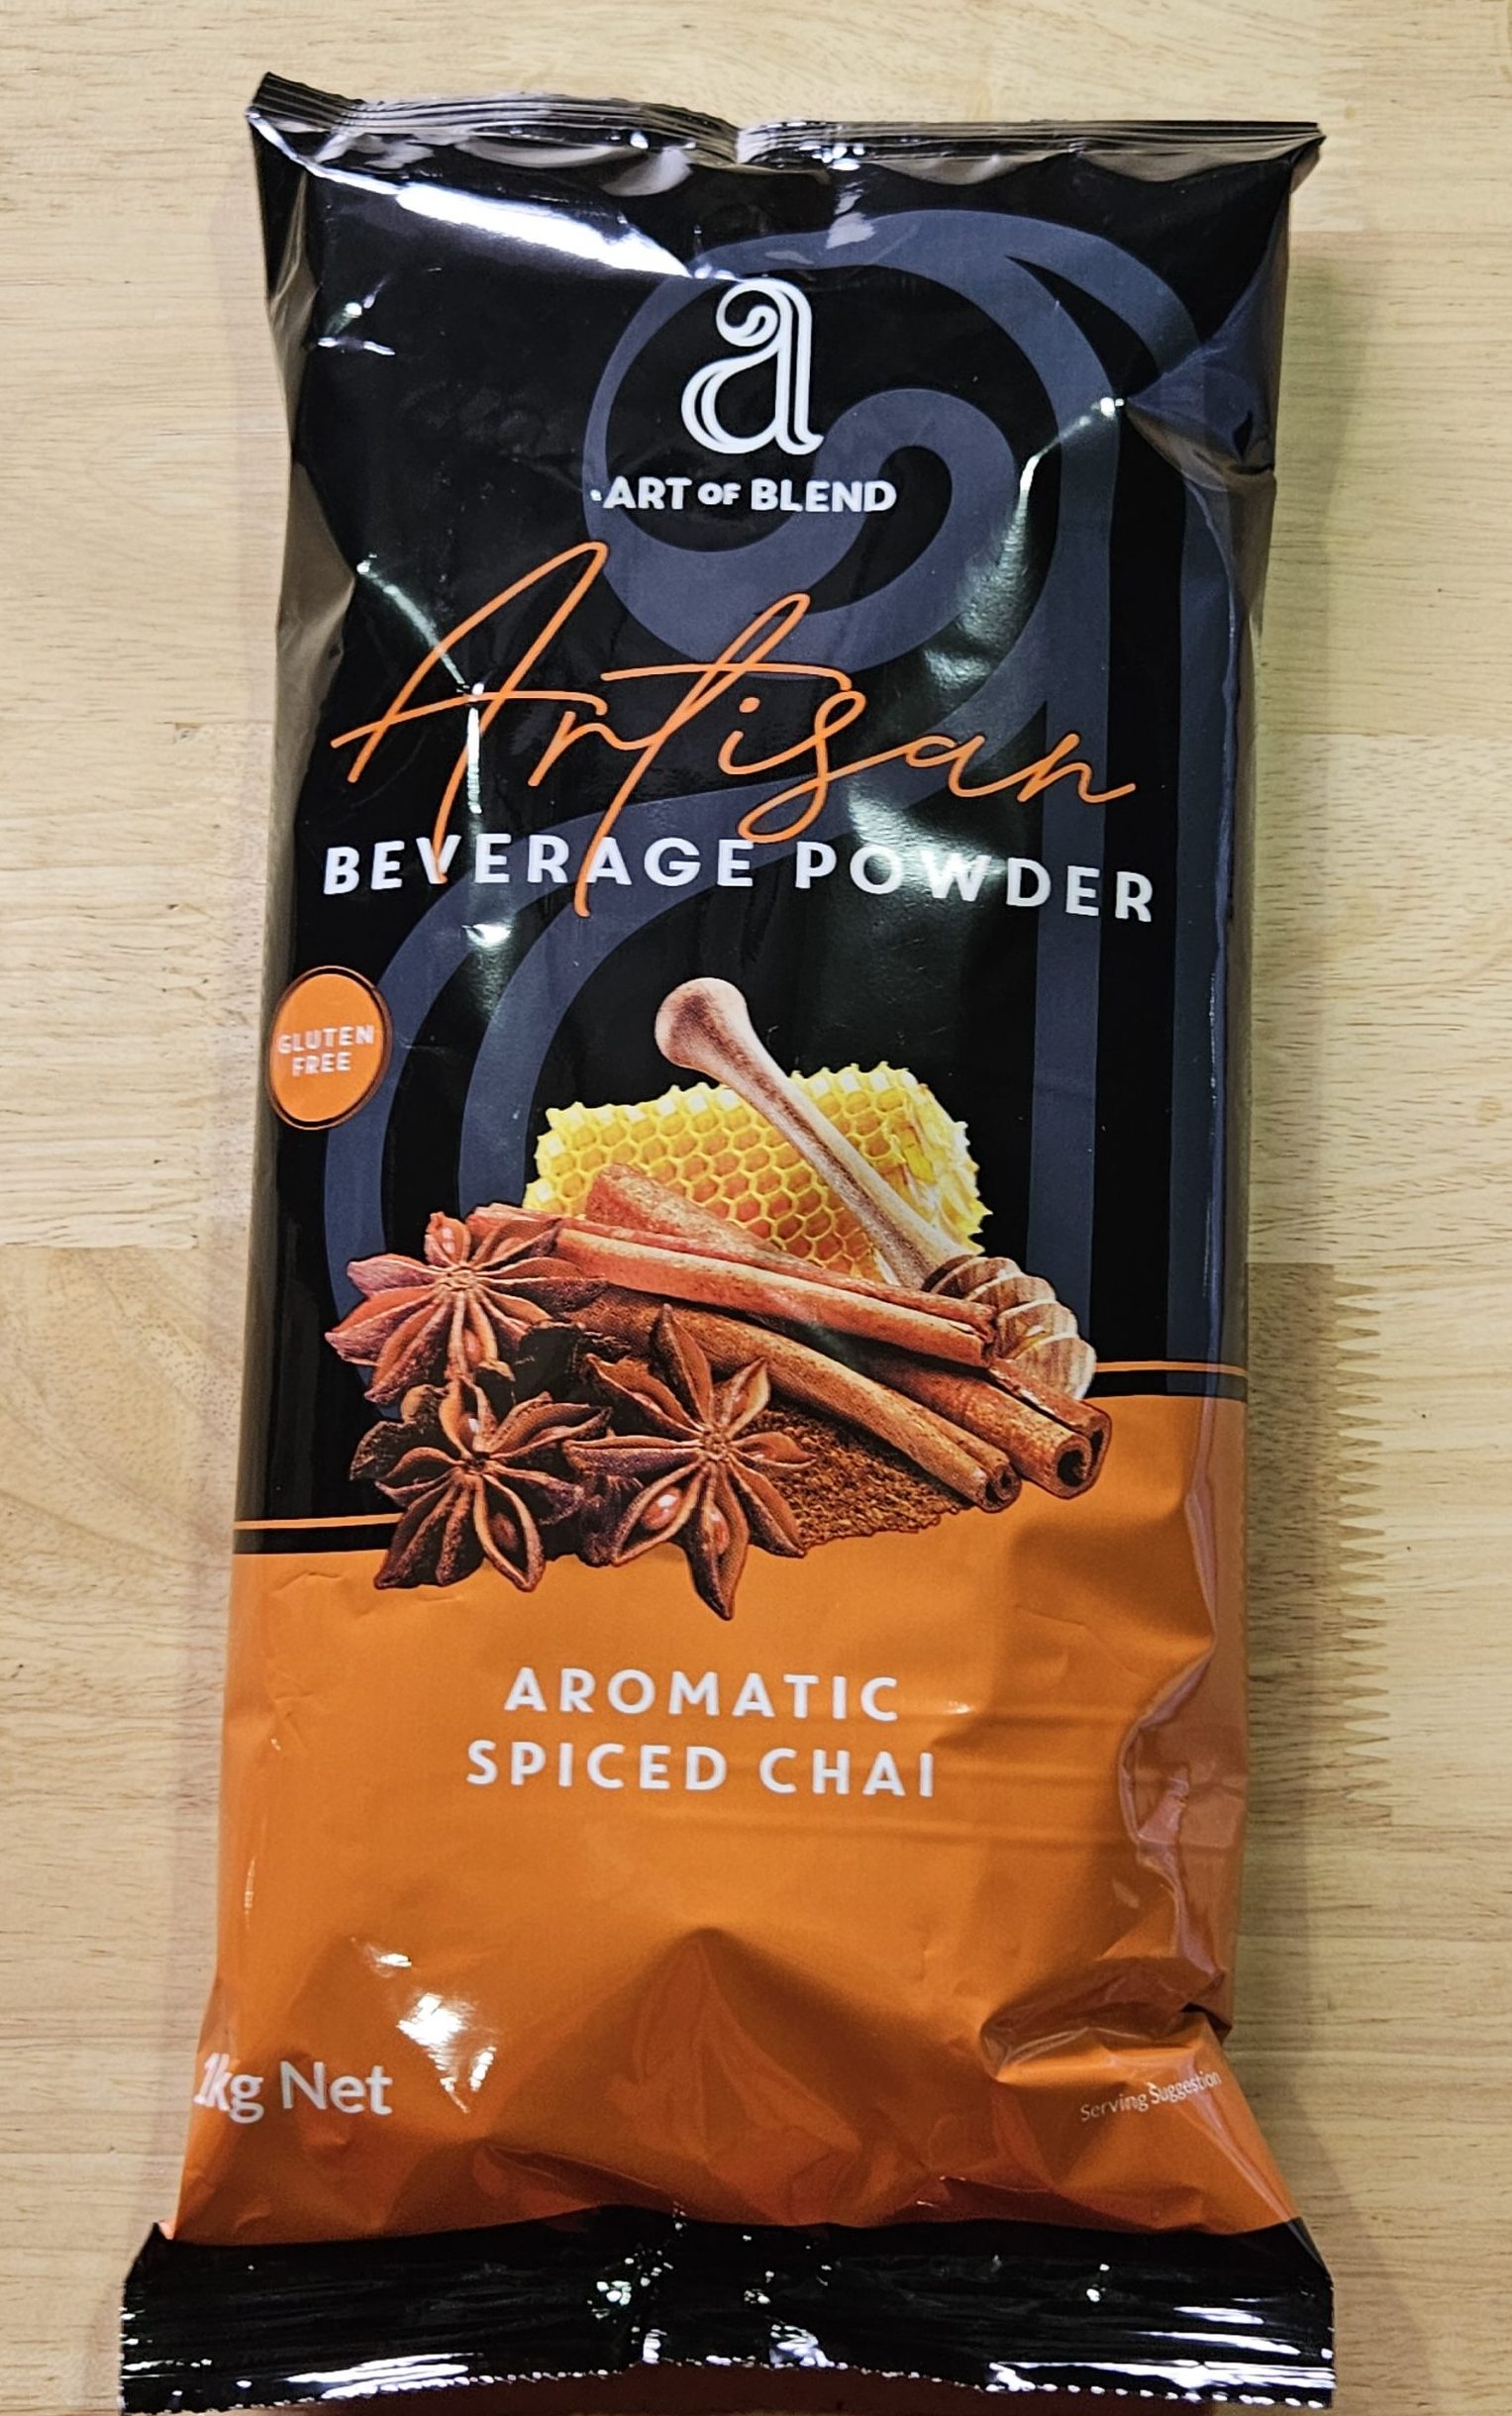 a
ART OF BLEND
Artisan
BEVERAGE POWDER
GLUTEN
FREE
AROMATIC
SPICED CHAI
1kg Net
Serving Suggestion